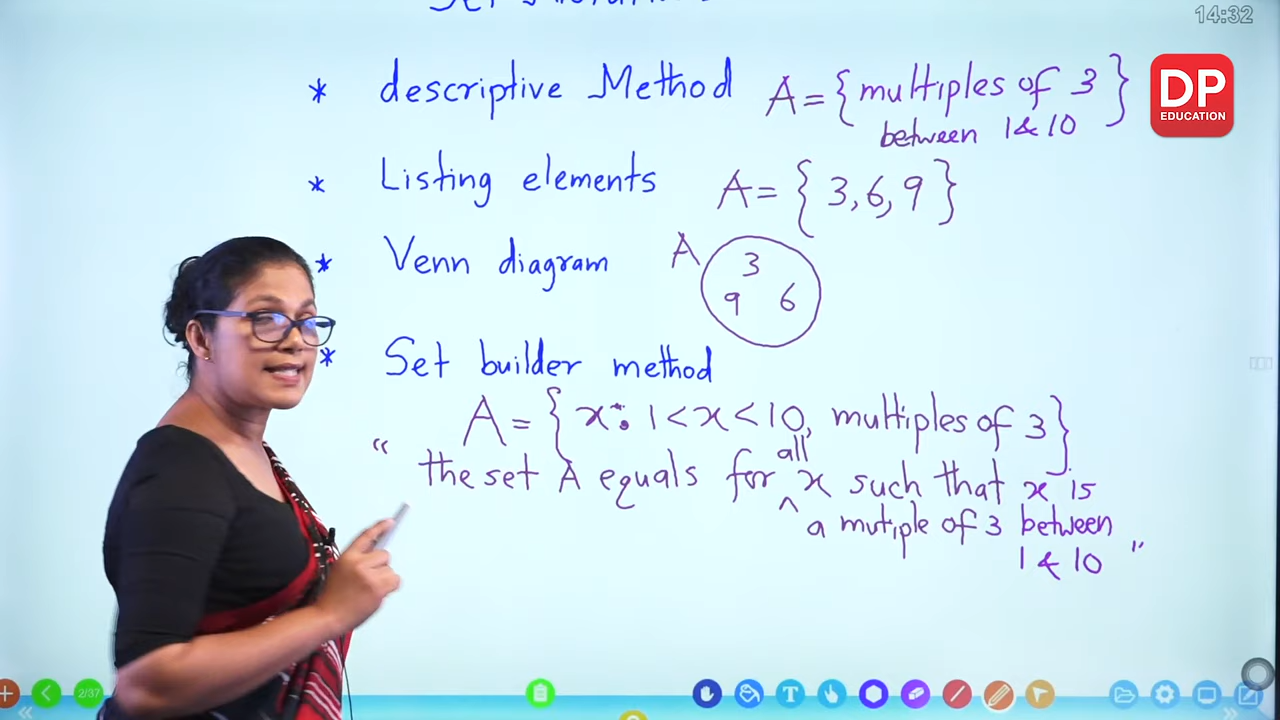 14:32
* descriptive Method A = { multiples of 3 }
between 1 & 10
DP
EDUCATION
* Listing elements A = { 3, 6, 9 }
* Venn diagram A
3
9 6
* Set builder method
A = { x : 1 < x < 10, multiples of 3 }
“ the set A equals for ^ all x such that x is
a mutiple of 3 between
1 & 10 ”
2/37